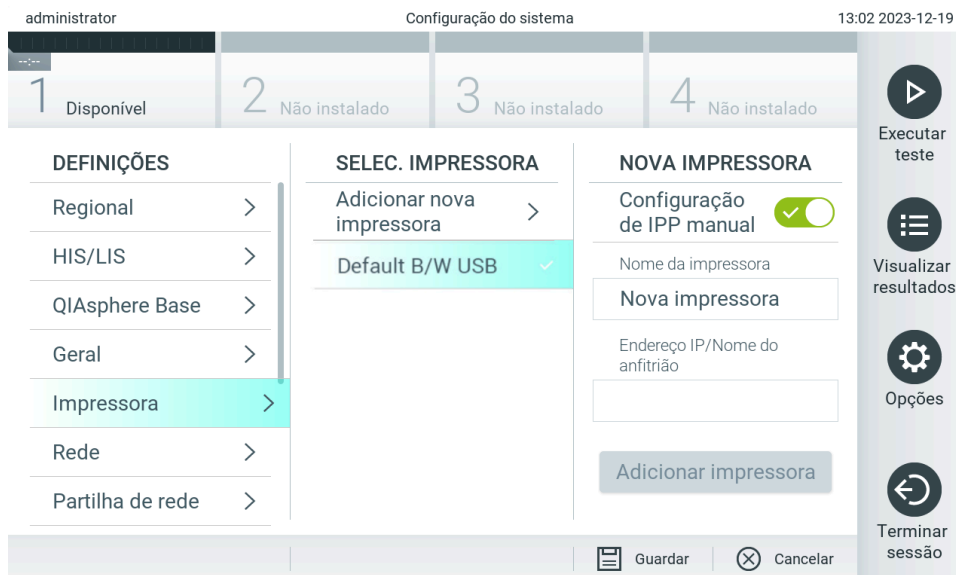 administrator
Configuração do sistema
13:02 2023-12-19
--:--
1 Disponível
2 Não instalado
3 Não instalado
4 Não instalado
DEFINIÇÕES
Regional
HIS/LIS
QIAsphere Base
Geral
Impressora
Rede
Partilha de rede
SELEC. IMPRESSORA
Adicionar nova
impressora
Default B/W USB
NOVA IMPRESSORA
Configuração
de IPP manual
Nome da impressora
Nova impressora
Endereço IP/Nome do
anfitrião
Adicionar impressora
Guardar
Cancelar
Executar
teste
Visualizar
resultados
Opções
Terminar
sessão